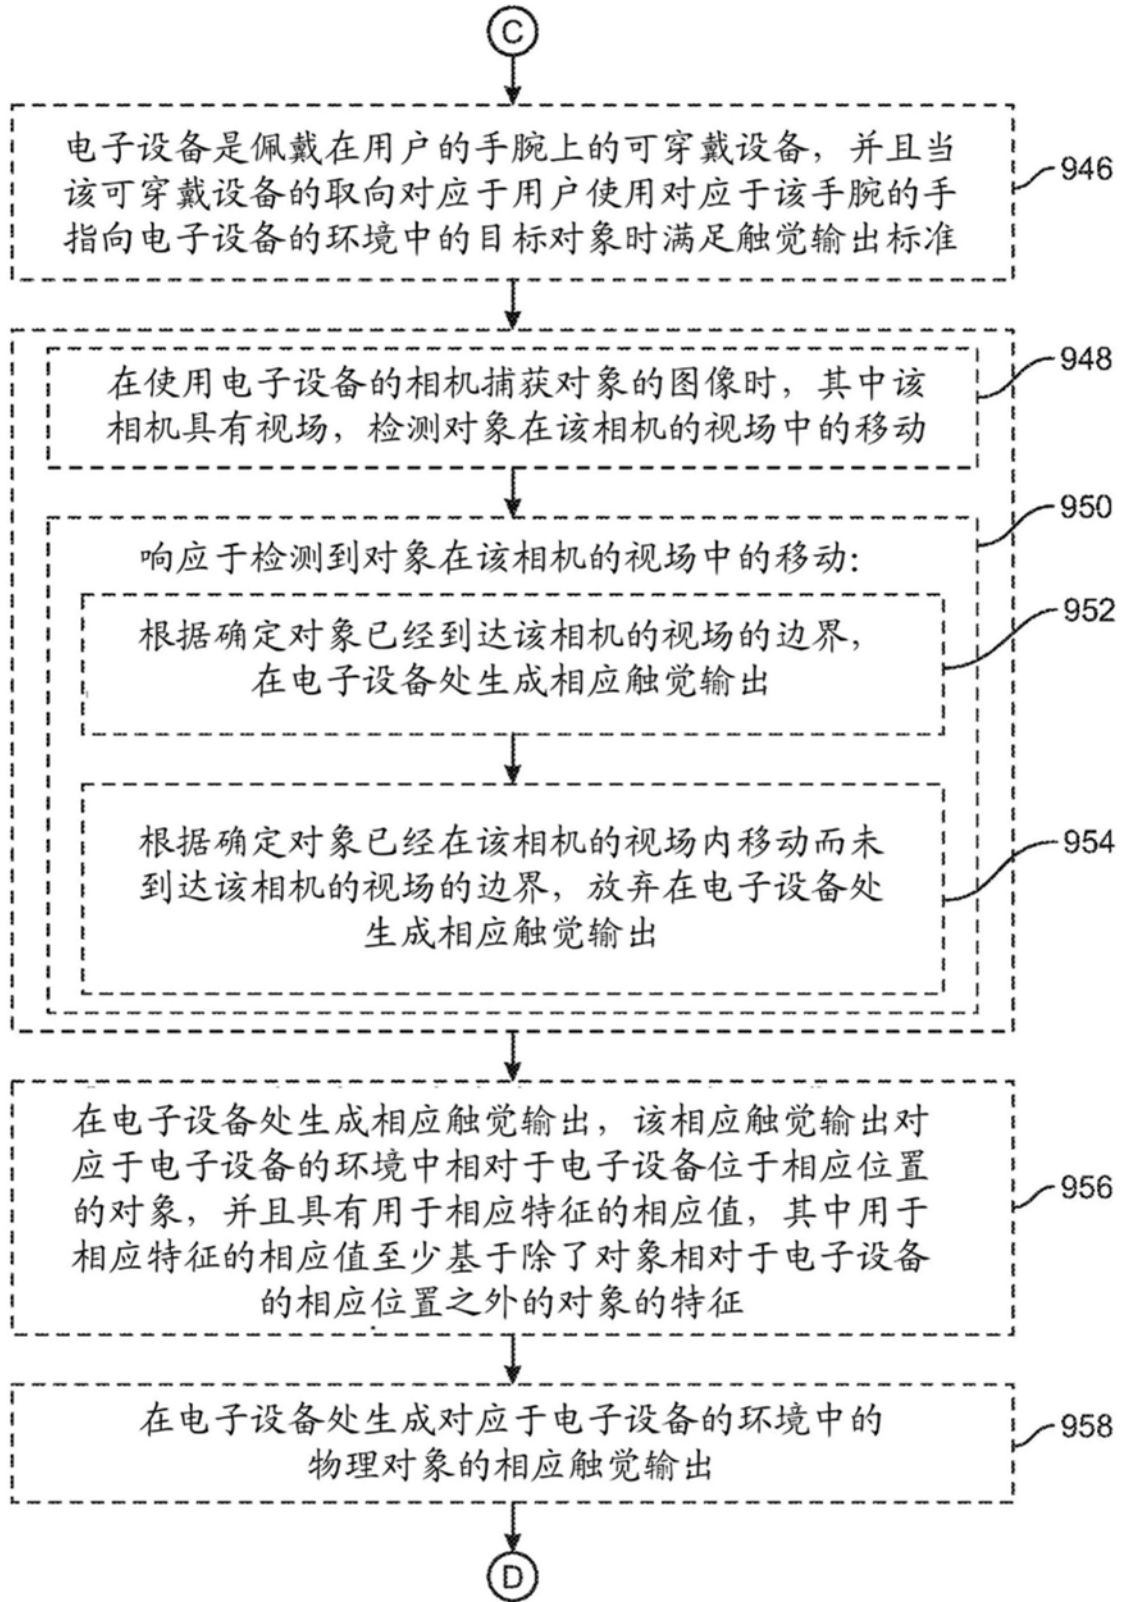 C
电子设备是佩戴在用户的手腕上的可穿戴设备，并且当
该可穿戴设备的取向对应于用户使用对应于该手腕的手
指向电子设备的环境中的目标对象时满足触觉输出标准
946
在使用电子设备的相机捕获对象的图像时，其中该
相机具有视场，检测对象在该相机的视场中的移动
948
950
响应于检测到对象在该相机的视场中的移动：
952
根据确定对象已经到达该相机的视场的边界，
在电子设备处生成相应触觉输出
根据确定对象已经在该相机的视场内移动而未
到达该相机的视场的边界，放弃在电子设备处
生成相应触觉输出
954
在电子设备处生成相应触觉输出，该相应触觉输出对
应于电子设备的环境中相对于电子设备位于相应位置
的对象，并且具有用于相应特征的相应值，其中用于
相应特征的相应值至少基于除了对象相对于电子设备
的相应位置之外的对象的特征
956
在电子设备处生成对应于电子设备的环境中的
物理对象的相应触觉输出
958
D